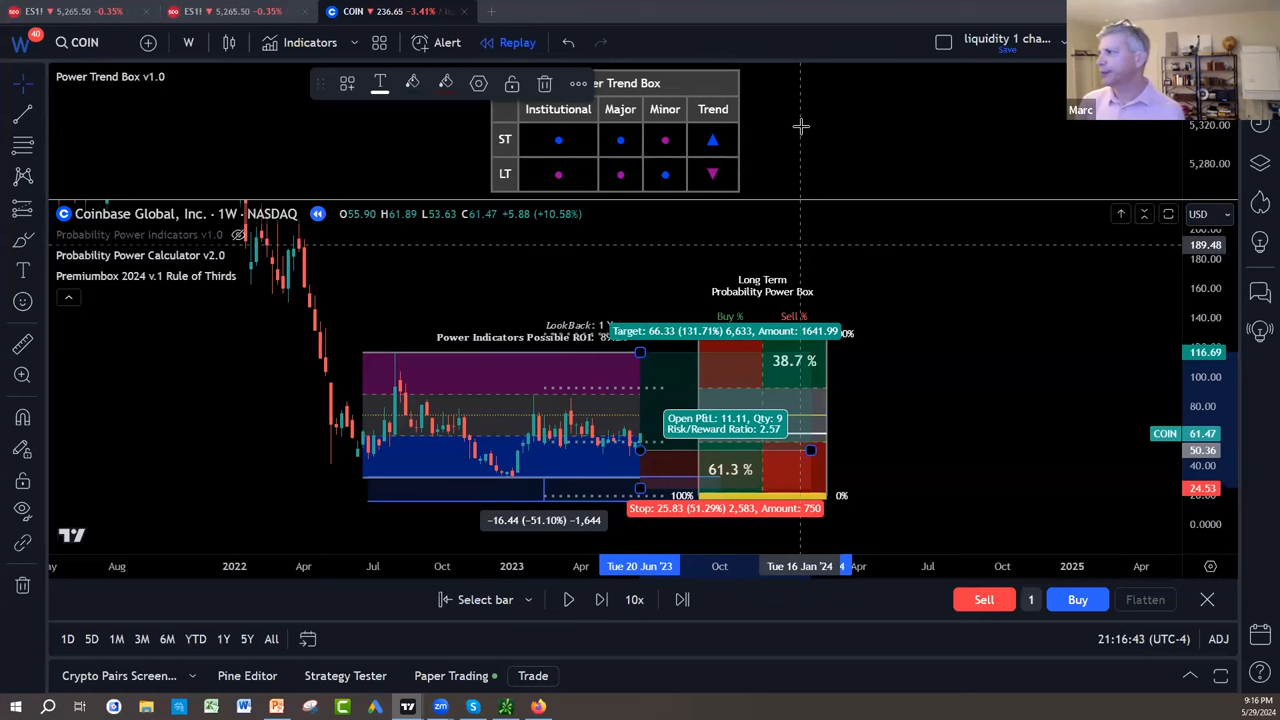 ES1! ▼ 5,265.50 −0.35%
ES1! ▼ 5,265.50 −0.35%
COIN ▼ 236.65 −3.41%
40
COIN
W
Indicators
Alert
Replay
liquidity 1 cha...
Save
Marc
Power Trend Box v1.0
er Trend Box
Institutional Major Minor Trend
ST
LT
5,320.00
5,280.00
Coinbase Global, Inc. · 1W · NASDAQ O55.90 H61.89 L53.63 C61.47 +5.88 (+10.58%)
USD
Probability Power Indicators v1.0
Probability Power Calculator v2.0
Premiumbox 2024 v.1 Rule of Thirds
200.00
189.48
180.00
160.00
140.00
120.00
116.69
100.00
80.00
COIN 61.47
50.36
40.00
24.53
0.0000
Long Term
Probability Power Box
Buy % Sell %
LookBack: 1 Y
Power Indicators Possible ROI:
Target: 66.33 (131.71%) 6,633, Amount: 1641.99
0%
38.7 %
Open P&L: 11.11, Qty: 9
Risk/Reward Ratio: 2.57
61.3 %
100%
0%
Stop: 25.83 (51.29%) 2,583, Amount: 750
−16.44 (−51.10%) −1,644
Aug 2022 Apr Jul Oct 2023 Apr Tue 20 Jun '23 Oct Tue 16 Jan '24 4 Apr Jul Oct 2025 Apr
Select bar 10x
Sell 1 Buy Flatten
1D 5D 1M 3M 6M YTD 1Y 5Y All
21:16:43 (UTC-4) ADJ
Crypto Pairs Screen... Pine Editor Strategy Tester Paper Trading Trade
9:16 PM
5/29/2024